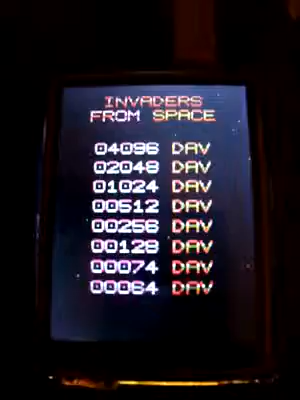 INVADERS
FROM SPACE
04096 DAV
02048 DAV
01024 DAV
00512 DAV
00256 DAV
00128 DAV
00074 DAV
00064 DAV